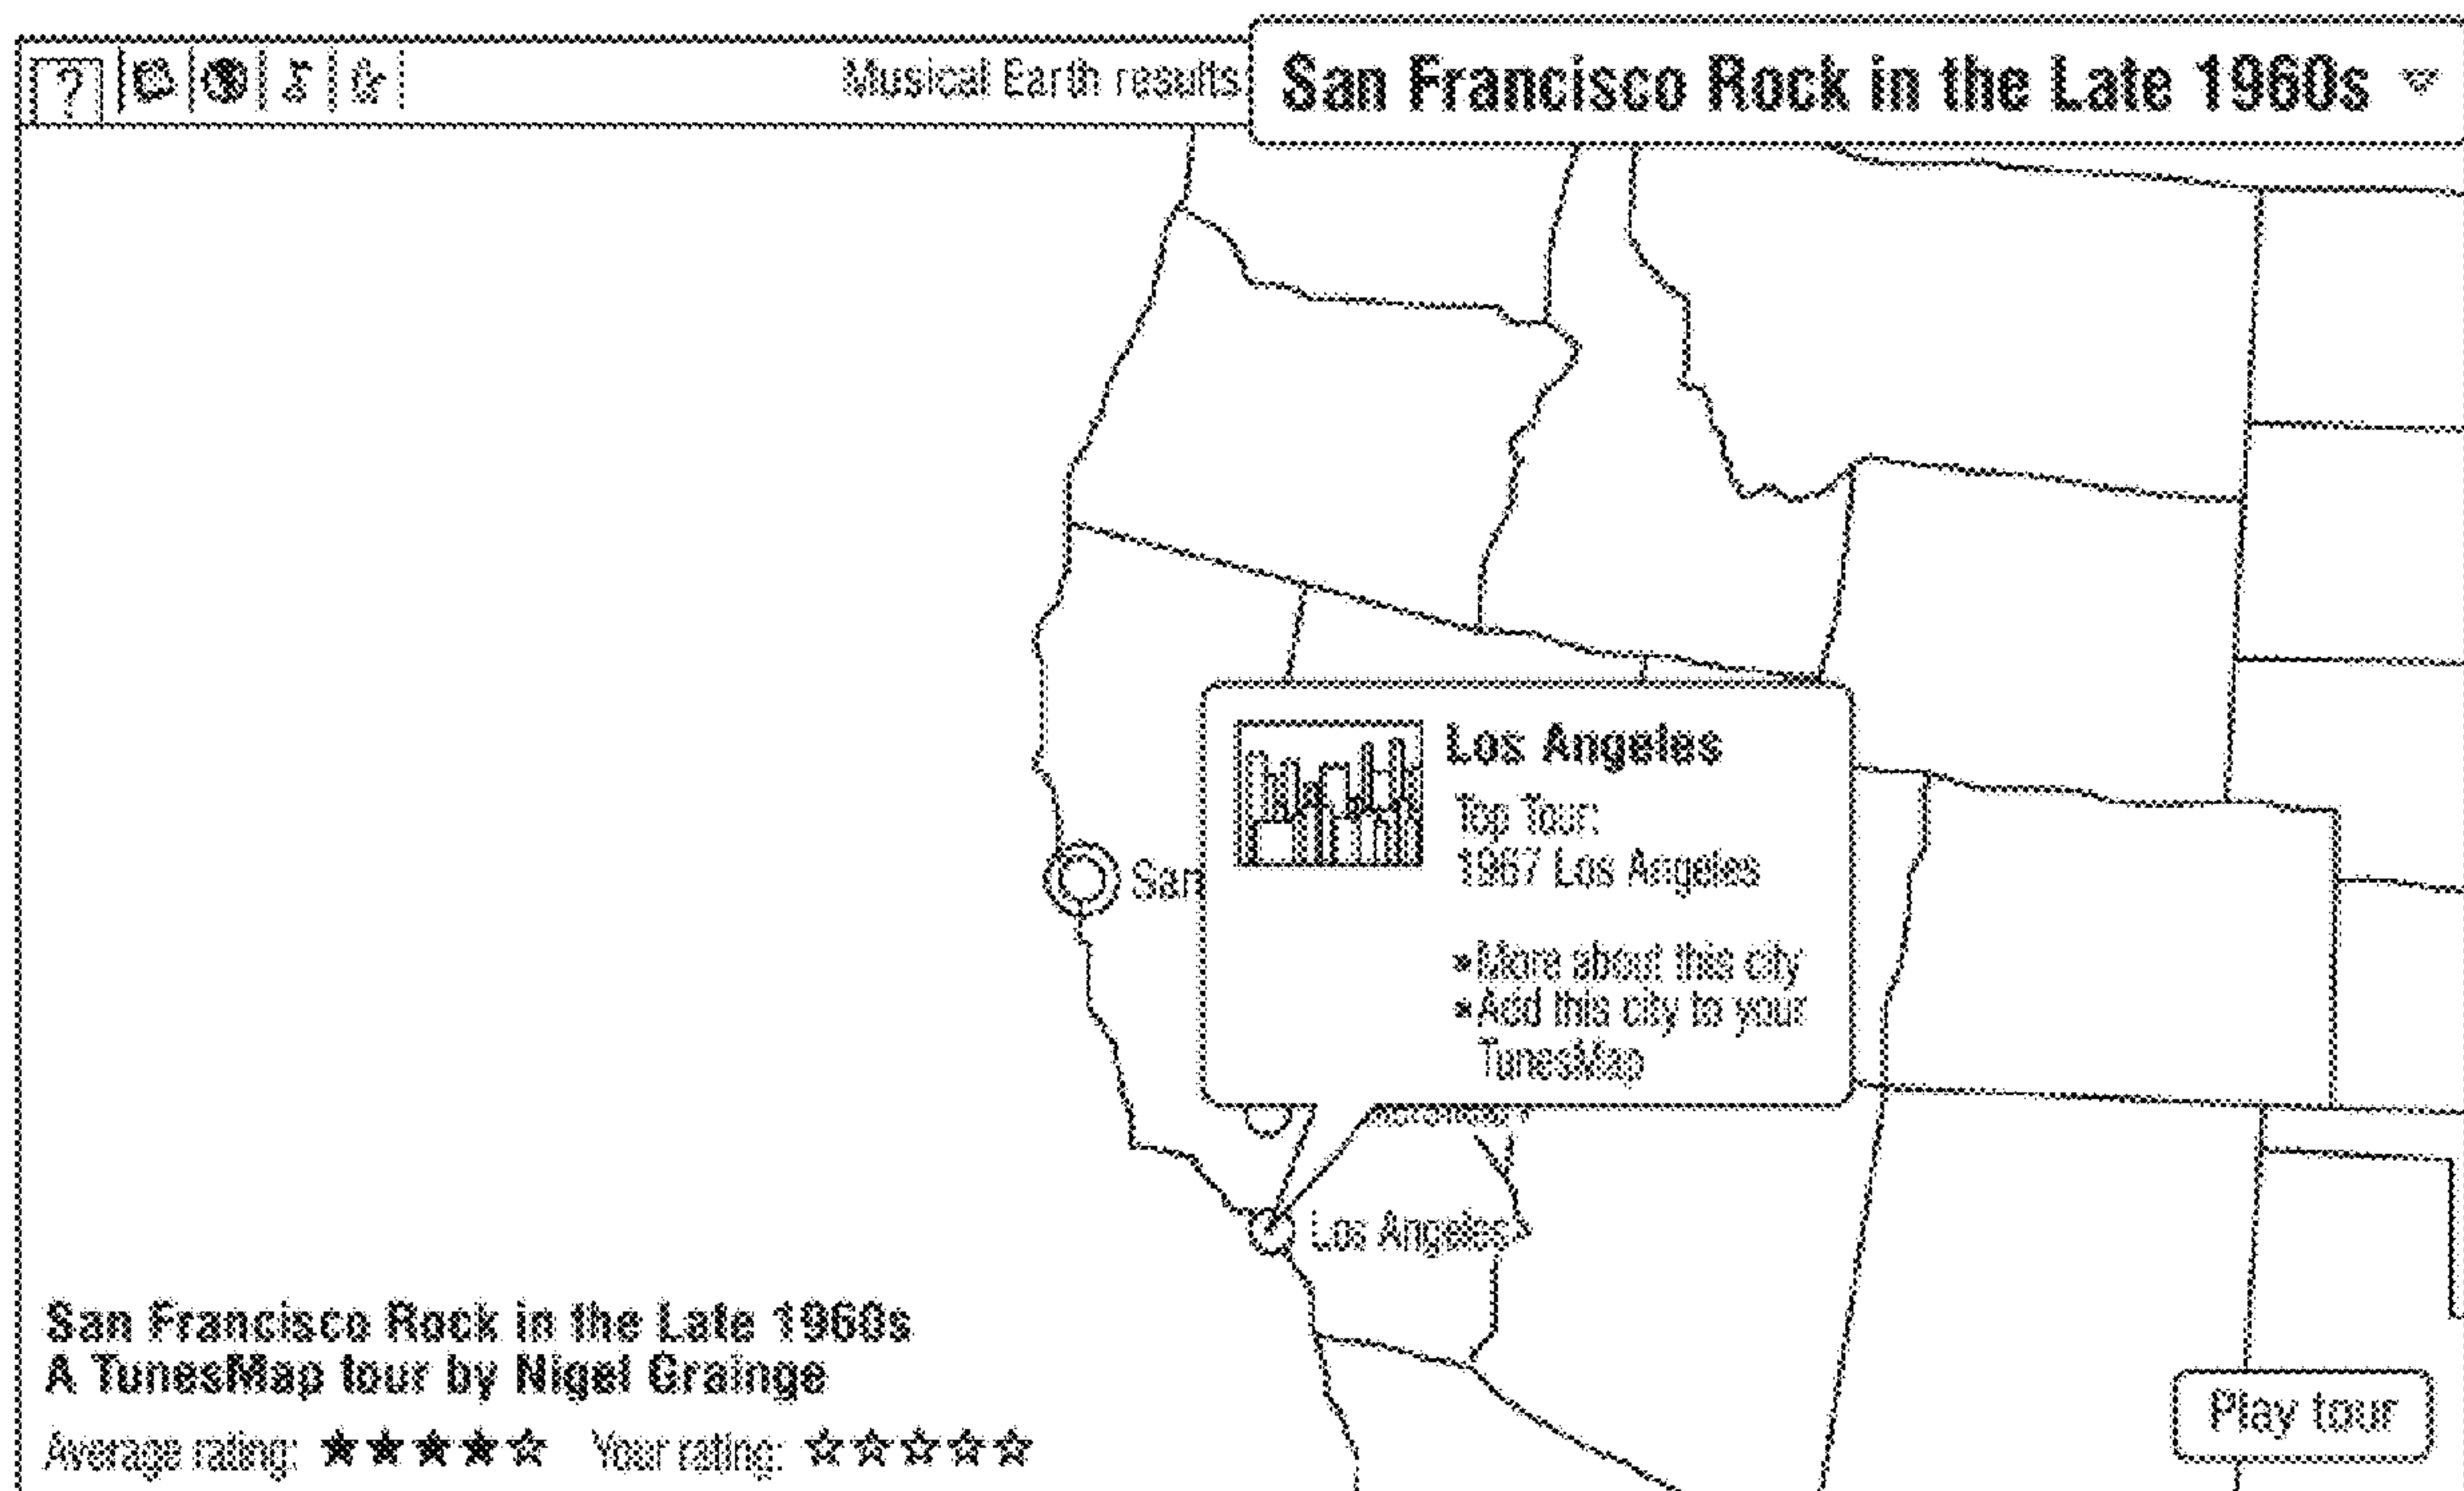 ?
Musical Earth results:
San Francisco Rock in the Late 1960s
Los Angeles
Top Tour:
1967 Los Angeles
•More about this city
•Add this city to your
TunesMap
San
Los Angeles
San Francisco Rock in the Late 1960s
A TunesMap tour by Nigel Grainge
Average rating: ★★★★☆ Your rating: ☆☆☆☆☆
Play tour